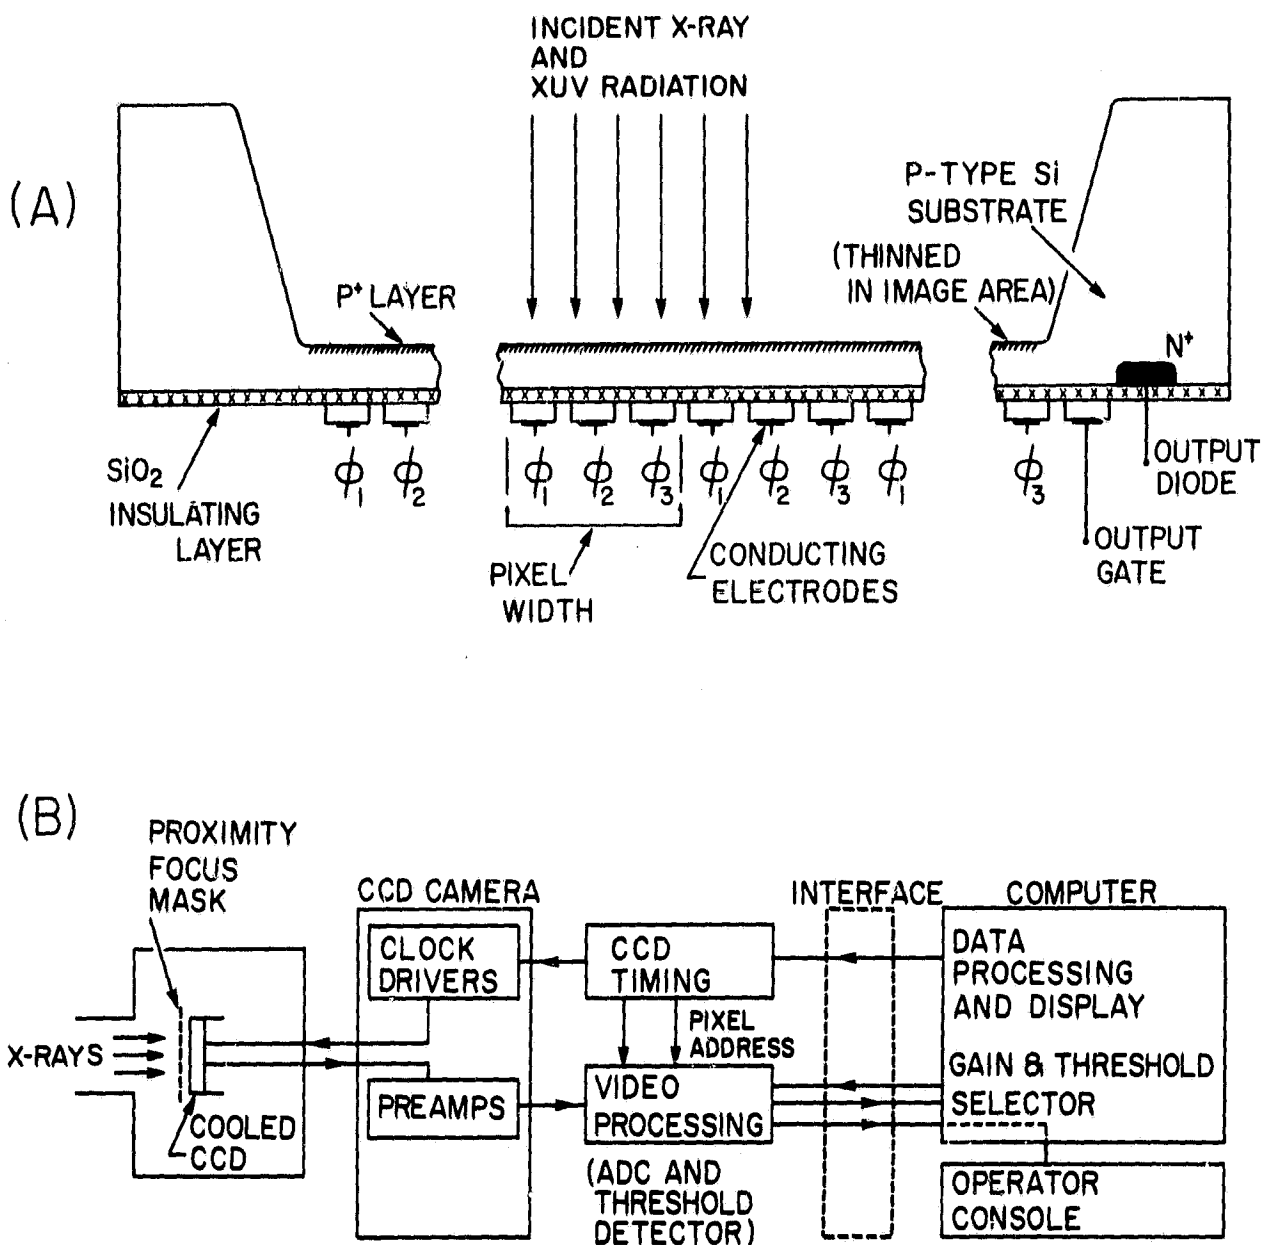 (A)
INCIDENT X-RAY
AND
XUV RADIATION
P-TYPE Si
SUBSTRATE
(THINNED
IN IMAGE AREA)
P+ LAYER
N+
SiO2
INSULATING
LAYER
ϕ1 ϕ2 ϕ1 ϕ2 ϕ3 ϕ1 ϕ2 ϕ3 ϕ1 ϕ3
PIXEL
WIDTH
CONDUCTING
ELECTRODES
OUTPUT
DIODE
OUTPUT
GATE
(B)
PROXIMITY
FOCUS
MASK
X-RAYS
COOLED
CCD
CCD CAMERA
CLOCK
DRIVERS
PREAMPS
CCD
TIMING
PIXEL
ADDRESS
VIDEO
PROCESSING
(ADC AND
THRESHOLD
DETECTOR)
INTERFACE
COMPUTER
DATA
PROCESSING
AND DISPLAY
GAIN & THRESHOLD
SELECTOR
OPERATOR
CONSOLE